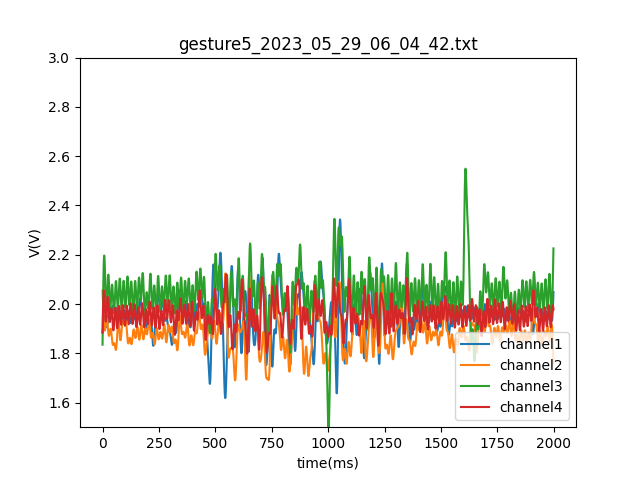 gesture5_2023_05_29_06_04_42.txt
3.0
2.8
2.6
2.4
2.2
2.0
1.8
1.6
V(V)
channel1
channel2
channel3
channel4
0 250 500 750 1000 1250 1500 1750 2000
time(ms)